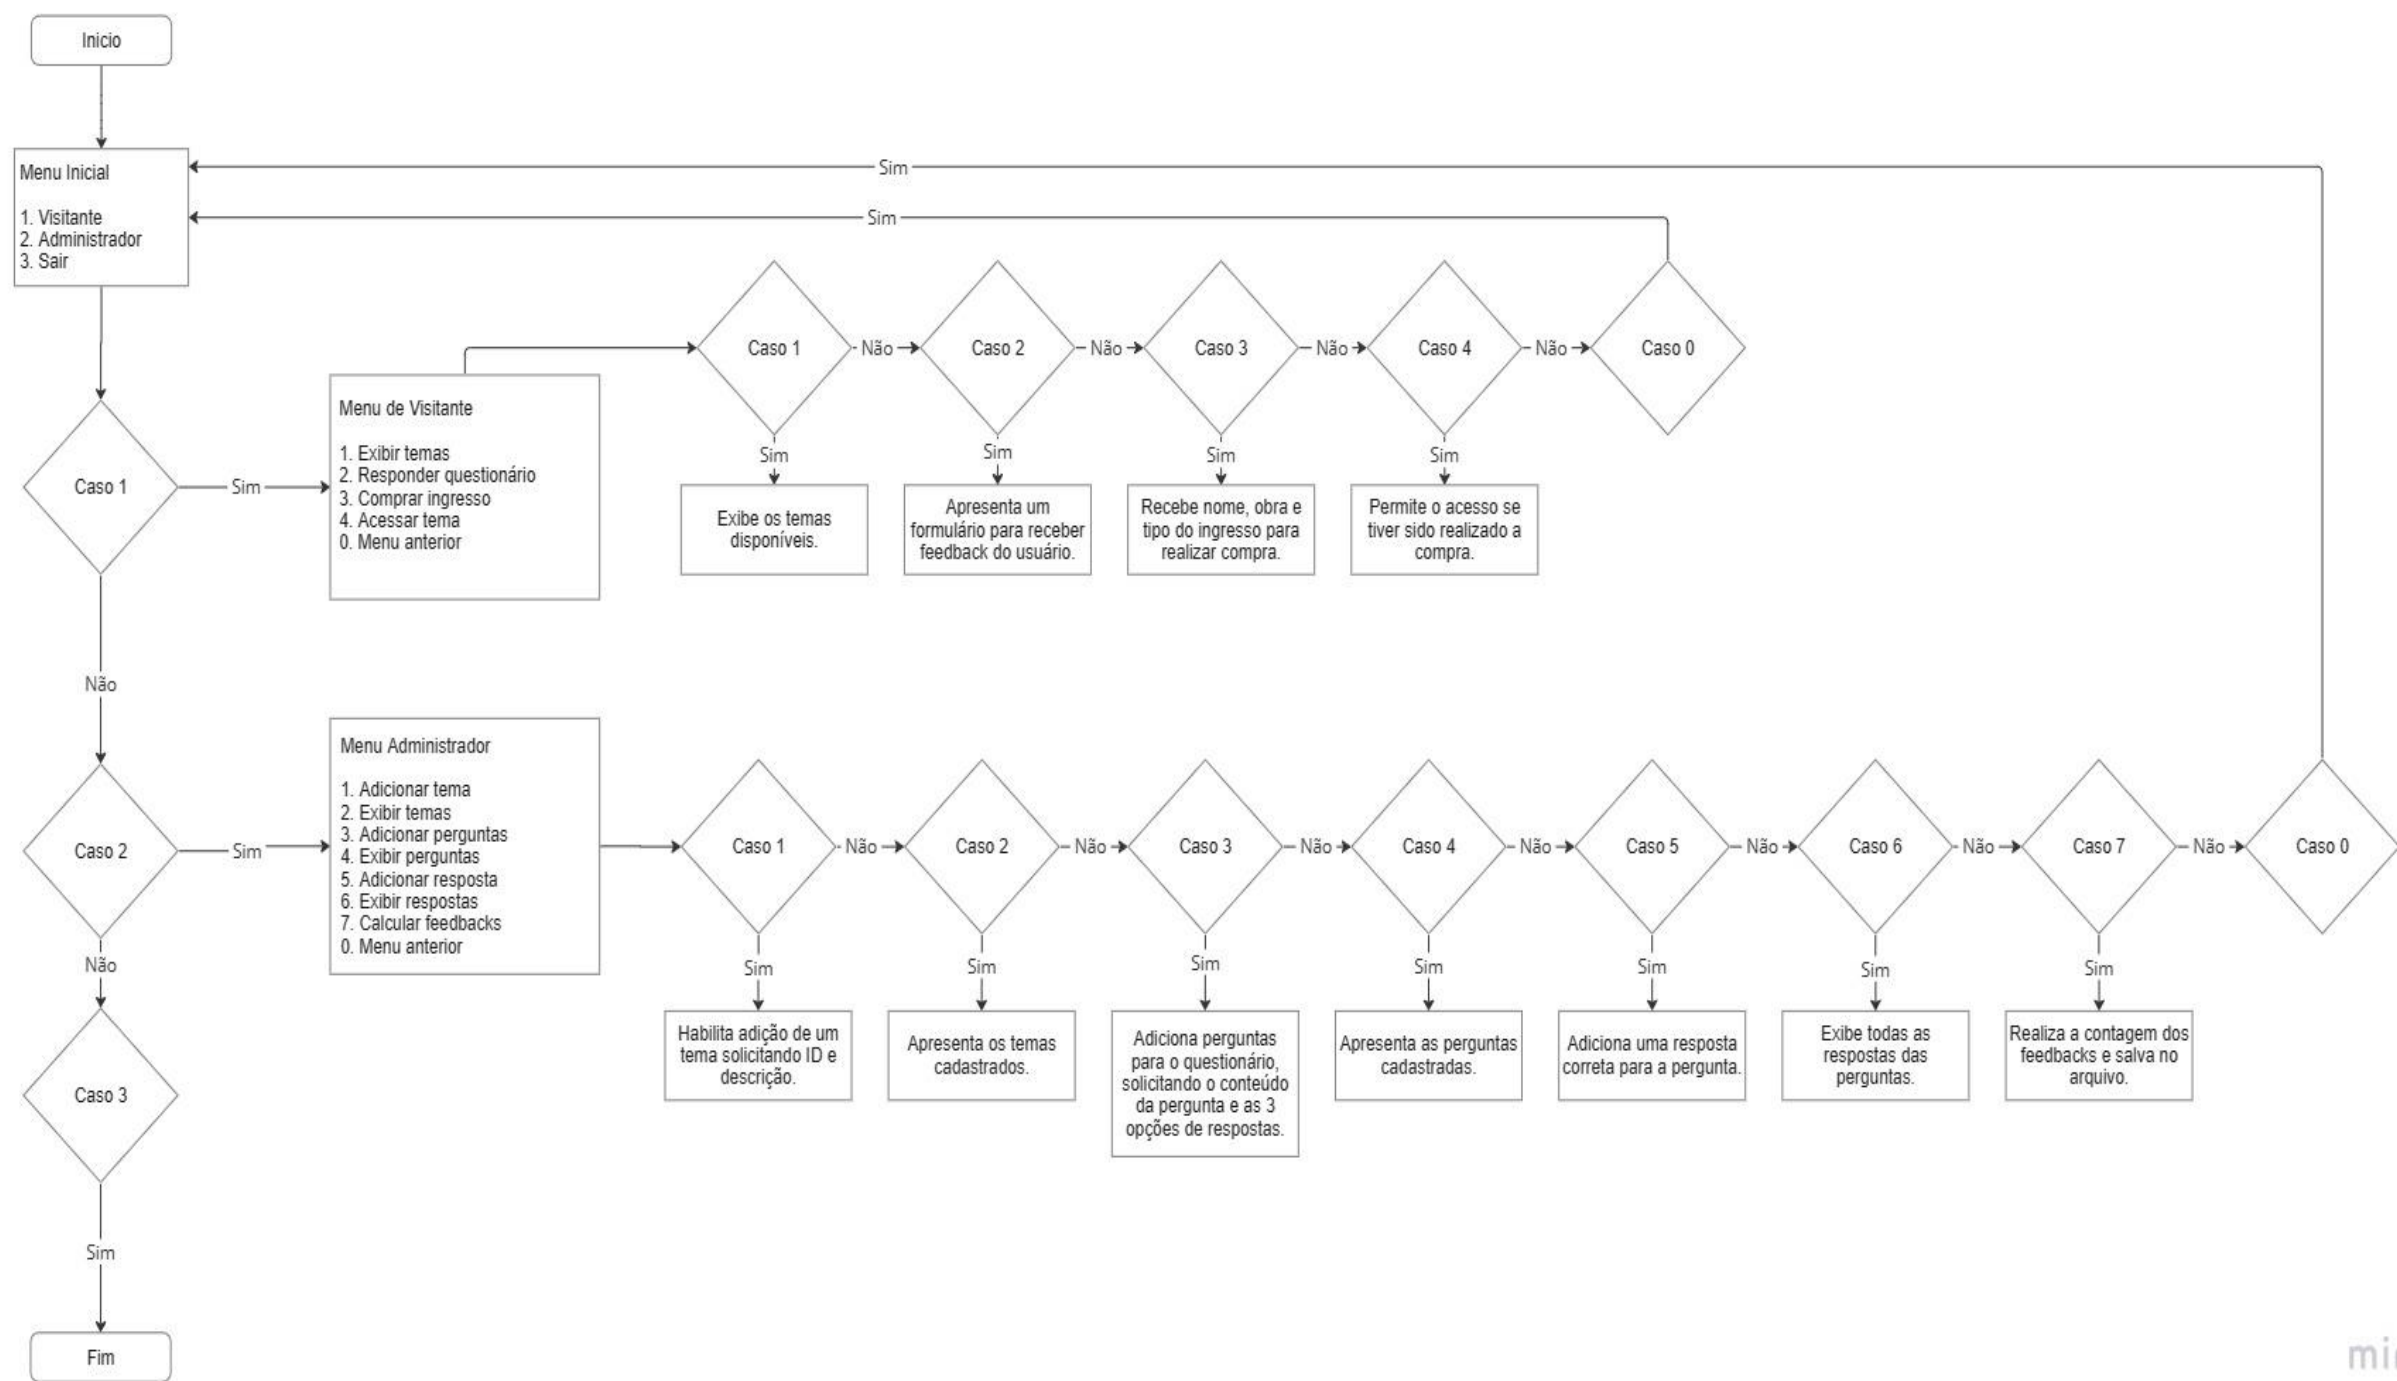 Inicio
Menu Inicial
1. Visitante
2. Administrador
3. Sair
Sim
Sim
Caso 1
Não
Caso 2
Não
Caso 3
Não
Caso 4
Não
Caso 0
Sim
Sim
Sim
Sim
Exibe os temas
disponíveis.
Apresenta um
formulário para receber
feedback do usuário.
Recebe nome, obra e
tipo do ingresso para
realizar compra.
Permite o acesso se
tiver sido realizado a
compra.
Caso 1
Sim
Menu de Visitante
1. Exibir temas
2. Responder questionário
3. Comprar ingresso
4. Acessar tema
0. Menu anterior
Não
Caso 2
Sim
Menu Administrador
1. Adicionar tema
2. Exibir temas
3. Adicionar perguntas
4. Exibir perguntas
5. Adicionar resposta
6. Exibir respostas
7. Calcular feedbacks
0. Menu anterior
Caso 1
Não
Caso 2
Não
Caso 3
Não
Caso 4
Não
Caso 5
Não
Caso 6
Não
Caso 7
Não
Caso 0
Sim
Sim
Sim
Sim
Sim
Sim
Sim
Habilita adição de um
tema solicitando ID e
descrição.
Apresenta os temas
cadastrados.
Adiciona perguntas
para o questionário,
solicitando o conteúdo
da pergunta e as 3
opções de respostas.
Apresenta as perguntas
cadastradas.
Adiciona uma resposta
correta para a pergunta.
Exibe todas as
respostas das
perguntas.
Realiza a contagem dos
feedbacks e salva no
arquivo.
Não
Caso 3
Sim
Fim